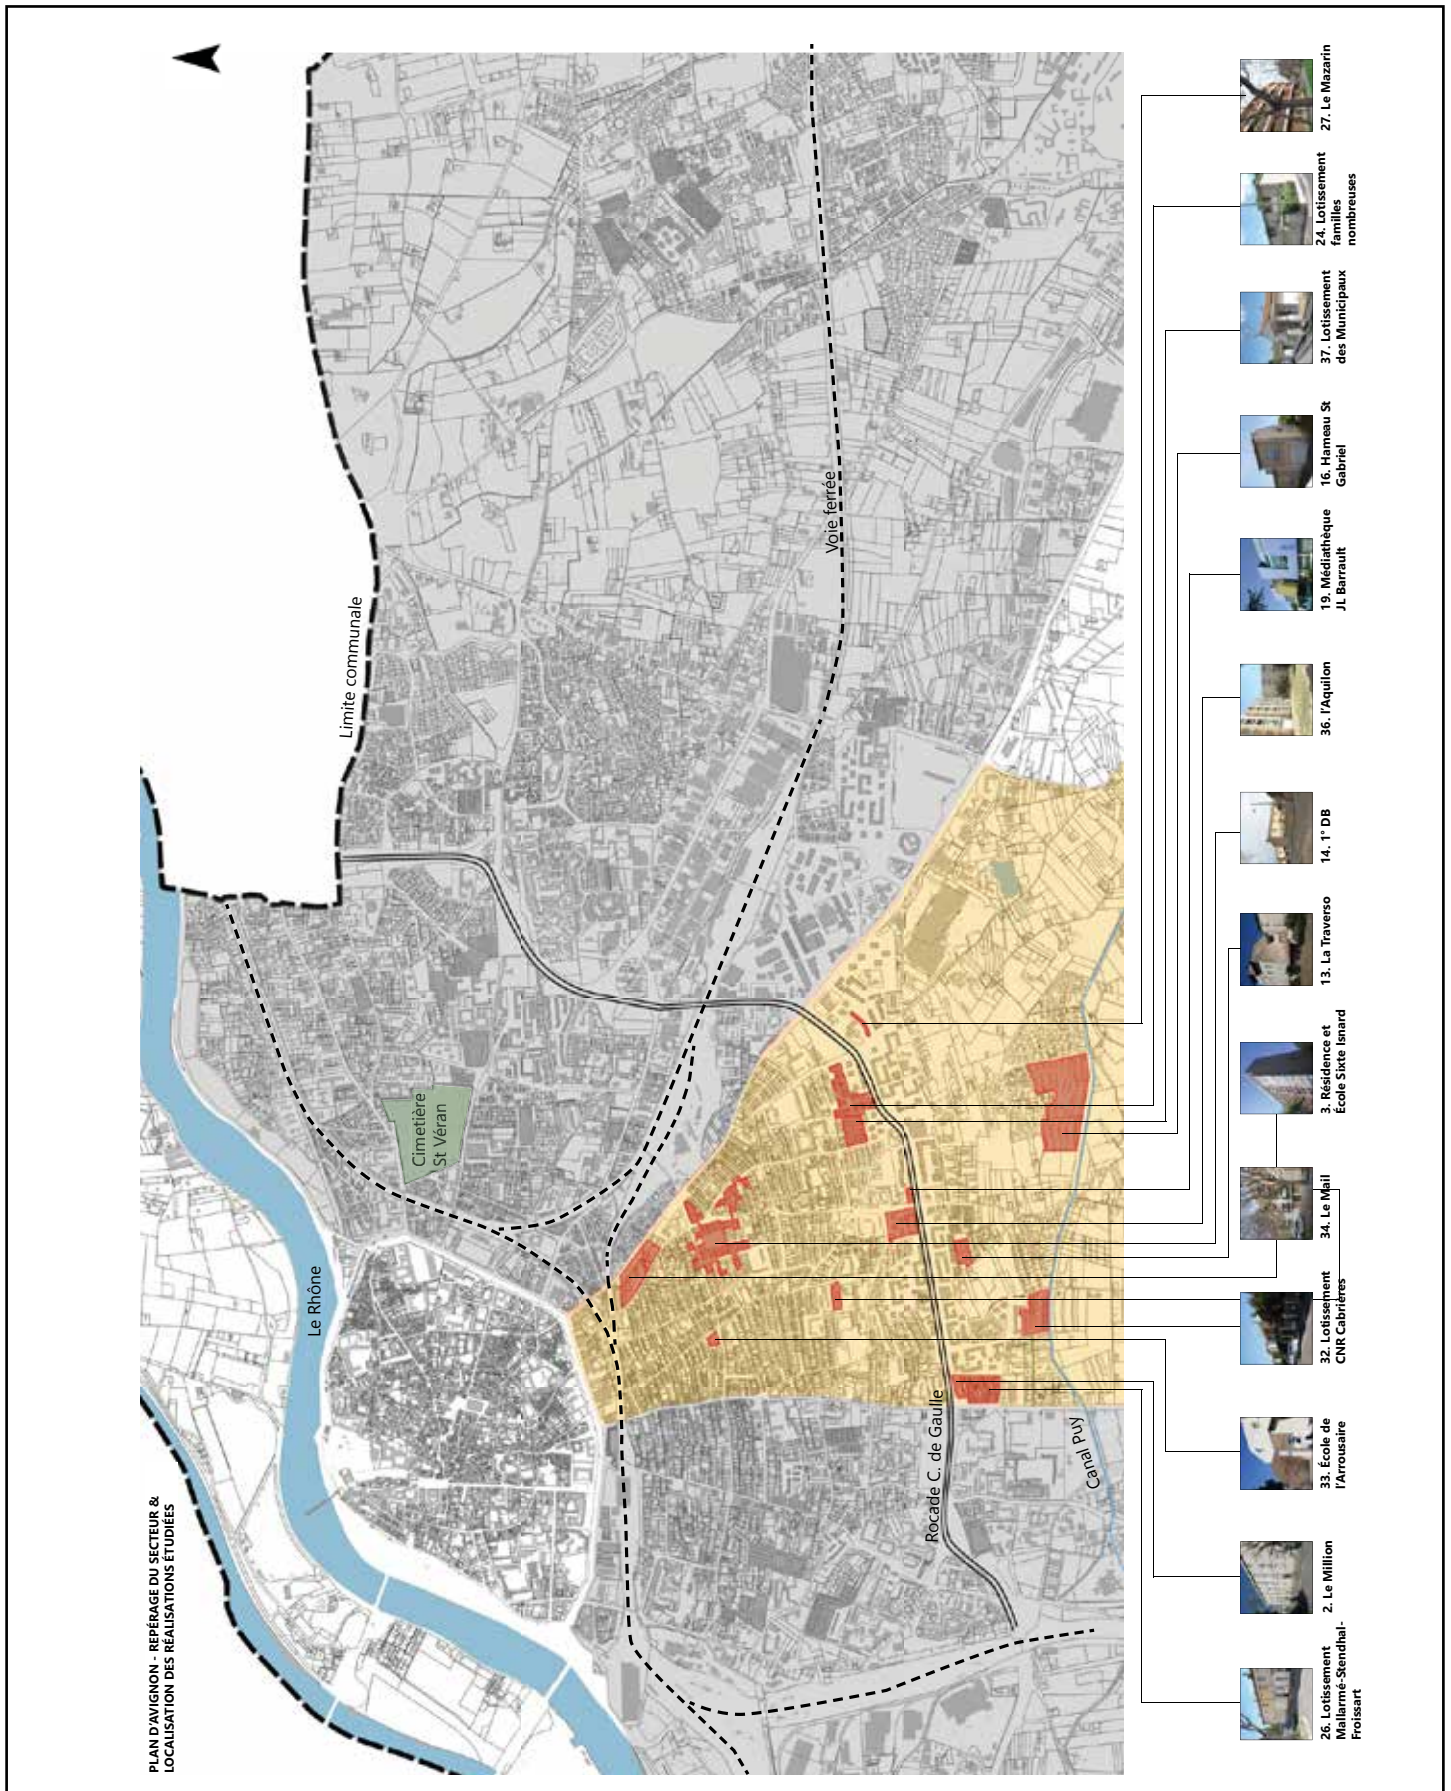 PLAN D'AVIGNON - REPÉRAGE DU SECTEUR &
LOCALISATION DES RÉALISATIONS ÉTUDIÉES
Le Rhône
Limite communale
Cimetière
St Véran
Voie ferrée
Rocade C. de Gaulle
Canal Puy
26. Lotissement
Mallarmé-Stendhal-
Froissart
2. Le Million
33. École de
l'Arrousaire
32. Lotissement
CNR Cabrières
34. Le Mail
3. Résidence et
École Sixte Isnard
13. La Traverso
14. 1° DB
36. l'Aquilon
19. Médiathèque
JL Barrault
16. Hameau St
Gabriel
37. Lotissement
des Municipaux
24. Lotissement
familles
nombreuses
27. Le Mazarin